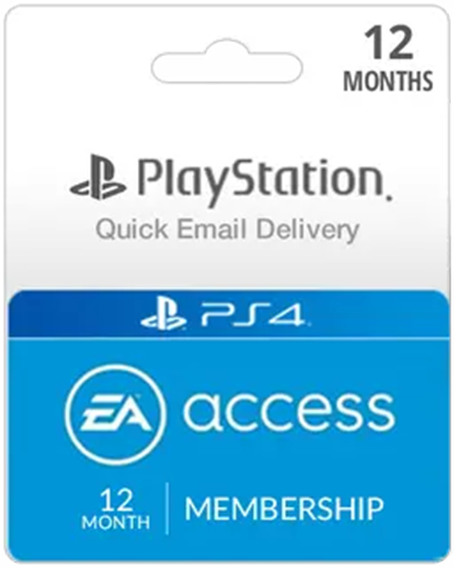 12
MONTHS
PlayStation.
Quick Email Delivery
PS4
EA access
12
MONTH
MEMBERSHIP